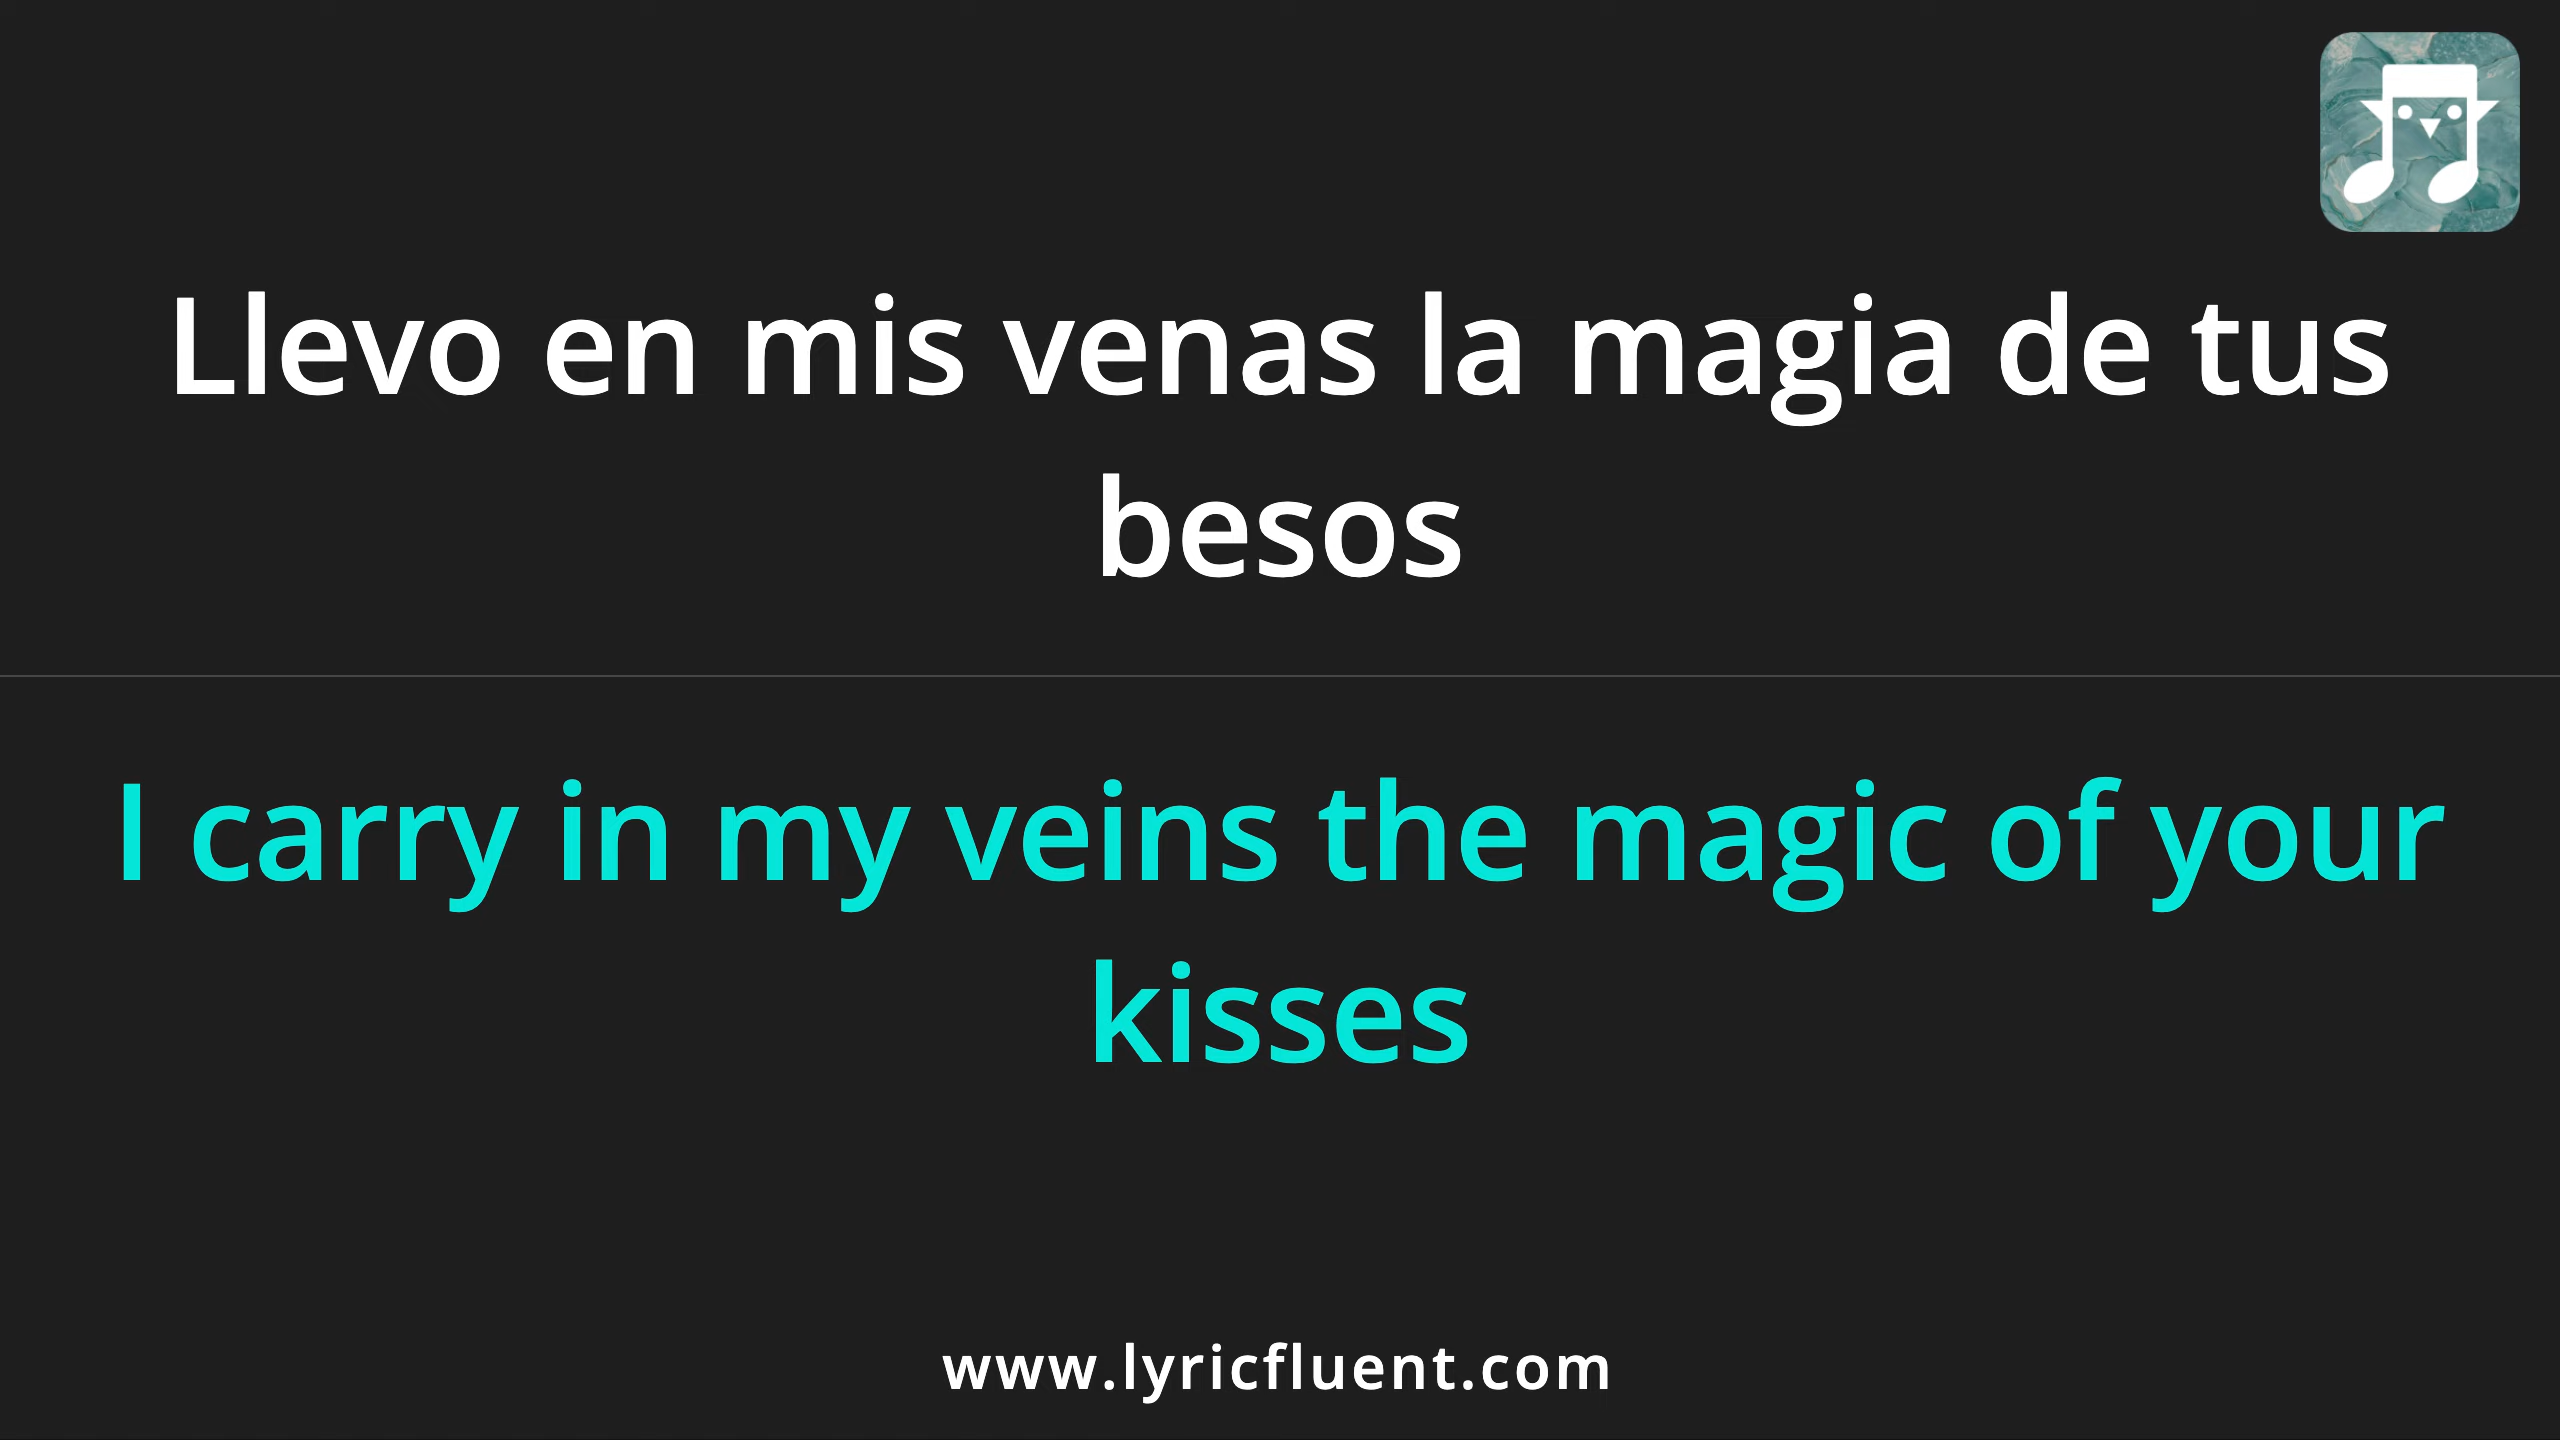 Llevo en mis venas la magia de tus
besos
I carry in my veins the magic of your
kisses
www.lyricfluent.com